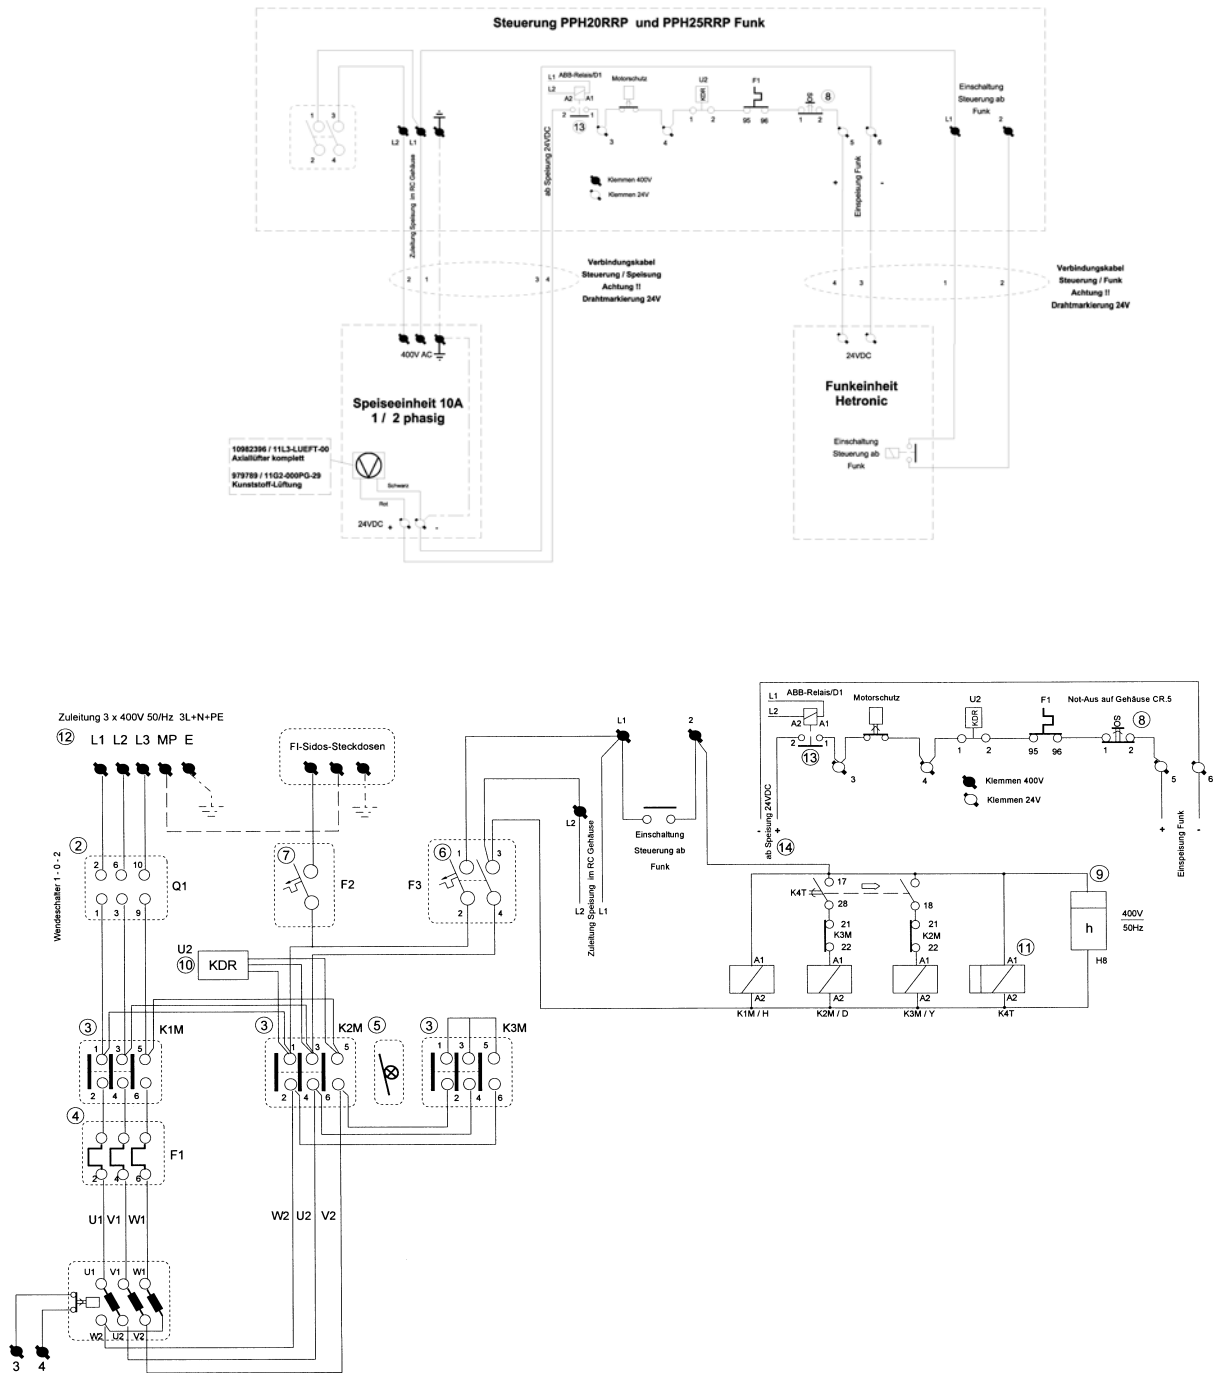 Steuerung PPH20RRP und PPH25RRP Funk
L1 ABB-Relais/D1
L2
A2 A1
2 1
13
Motorschutz
3 4
U2
KDR
1 2
F1
95 96
SOS
8
1 2
5 6
+ -
Einspeisung Funk
Einschaltung
Steuerung ab
Funk
L1 2
1 3
2 4
L2 L1
Zuleitung Speisung im RC Gehäuse
ab Speisung 24VDC
Klemmen 400V
Klemmen 24V
2 1
3 4
Verbindungskabel
Steuerung / Speisung
Achtung !!
Drahtmarkierung 24V
4 3 1 2
Verbindungskabel
Steuerung / Funk
Achtung !!
Drahtmarkierung 24V
400V AC
Speiseeinheit 10A
1 / 2 phasig
10982396 / 11L3-LUEFT-00
Axiallüfter komplett
979789 / 11G2-000PG-29
Kunststoff-Lüftung
Schwarz
Rot
24VDC + -
24VDC
Funkeinheit
Hetronic
Einschaltung
Steuerung ab
Funk
Zuleitung 3 x 400V 50/Hz 3L+N+PE
12 L1 L2 L3 MP E
FI-Sidos-Steckdosen
2
2 6 10
Q1
1 3 9
Wendeschalter 1 - 0 - 2
7
F2
6
1 3
F3
2 4
L1 2
L2
Einschaltung
Steuerung ab
Funk
L2 L1
Zuleitung Speisung im RC Gehäuse
L1 ABB-Relais/D1
L2
A2 A1
2 1
13
Motorschutz
3 4
U2
KDR
1 2
F1
95 96
Not-Aus auf Gehäuse CR.5
SOS
8
1 2
5 6
Klemmen 400V
Klemmen 24V
- +
ab Speisung 24VDC
14
+ -
Einspeisung Funk
K4T
17
28
18
21
K3M
22
21
K2M
22
9
h
400V
50Hz
H8
11
A1 A1 A1 A1
A2 A2 A2 A2
K1M / H K2M / D K3M / Y K4T
U2
10
KDR
3
K1M
1 3 5
2 4 6
3
K2M
1 3 5
2 4 6
5
3
K3M
1 3 5
2 4 6
4
F1
2 4 6
U1 V1 W1
W2 U2 V2
U1 V1 W1
W2 U2 V2
3 4